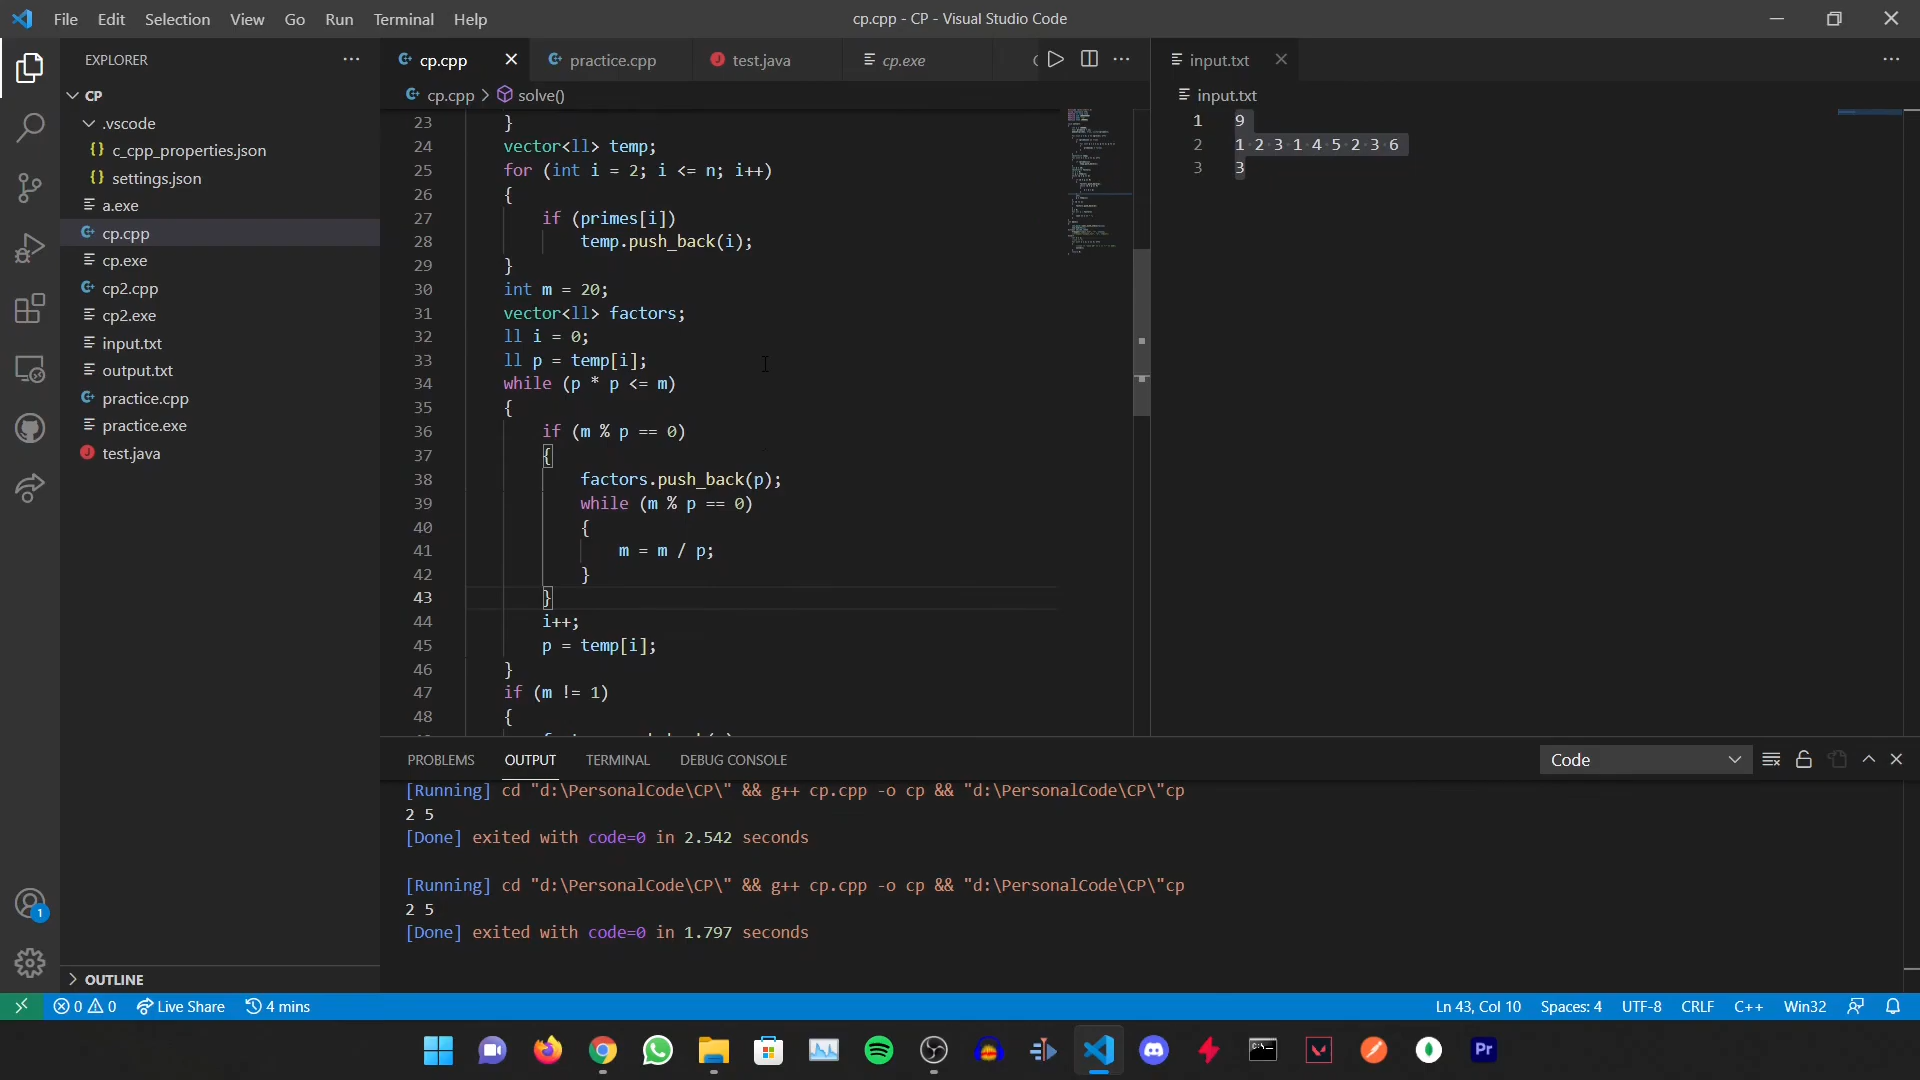 File Edit Selection View Go Run Terminal Help
cp.cpp - CP - Visual Studio Code
EXPLORER
CP
.vscode
c_cpp_properties.json
settings.json
a.exe
cp.cpp
cp.exe
cp2.cpp
cp2.exe
input.txt
output.txt
practice.cpp
practice.exe
test.java
OUTLINE
cp.cpp practice.cpp test.java cp.exe
cp.cpp > solve()
23 }
24 vector<ll> temp;
25 for (int i = 2; i <= n; i++)
26 {
27 if (primes[i])
28 temp.push_back(i);
29 }
30 int m = 20;
31 vector<ll> factors;
32 ll i = 0;
33 ll p = temp[i];
34 while (p * p <= m)
35 {
36 if (m % p == 0)
37 {
38 factors.push_back(p);
39 while (m % p == 0)
40 {
41 m = m / p;
42 }
43 }
44 i++;
45 p = temp[i];
46 }
47 if (m != 1)
48 {
input.txt
input.txt
1 9
2 1 2 3 1 4 5 2 3 6
3 3
PROBLEMS OUTPUT TERMINAL DEBUG CONSOLE
Code
[Running] cd "d:\PersonalCode\CP\" && g++ cp.cpp -o cp && "d:\PersonalCode\CP\"cp
2 5
[Done] exited with code=0 in 2.542 seconds
[Running] cd "d:\PersonalCode\CP\" && g++ cp.cpp -o cp && "d:\PersonalCode\CP\"cp
2 5
[Done] exited with code=0 in 1.797 seconds
1
0 0 Live Share 4 mins
Ln 43, Col 10 Spaces: 4 UTF-8 CRLF C++ Win32
Pr